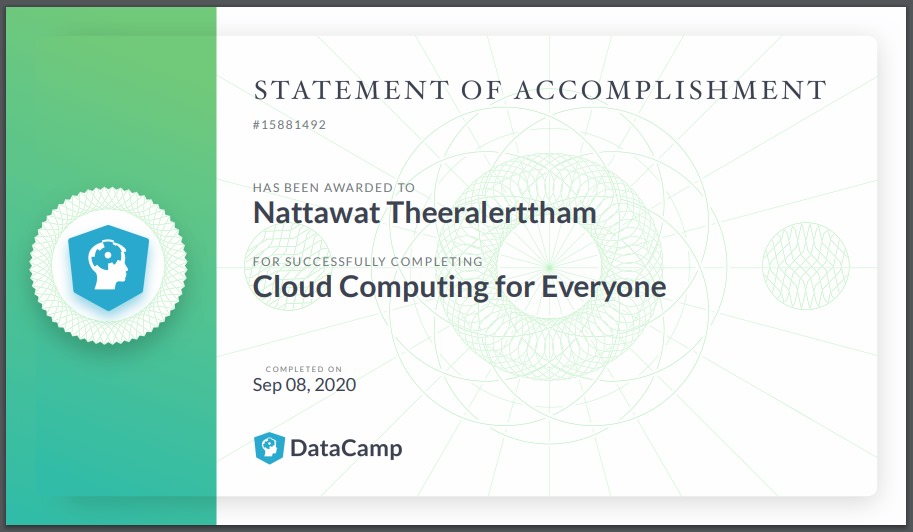 STATEMENT OF ACCOMPLISHMENT
#15881492
HAS BEEN AWARDED TO
Nattawat Theeralerttham
FOR SUCCESSFULLY COMPLETING
Cloud Computing for Everyone
COMPLETED ON
Sep 08, 2020
DataCamp